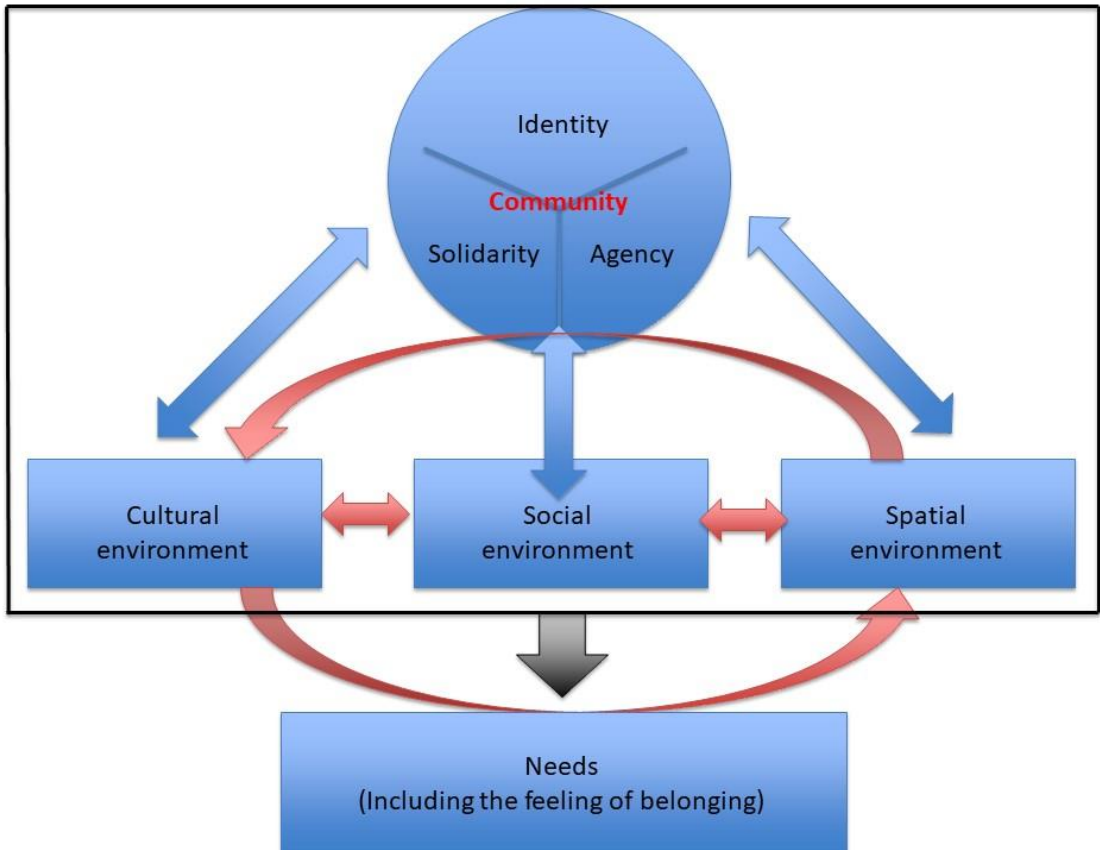 Identity
Community
Solidarity
Agency
Cultural
environment
Social
environment
Spatial
environment
Needs
(Including the feeling of belonging)